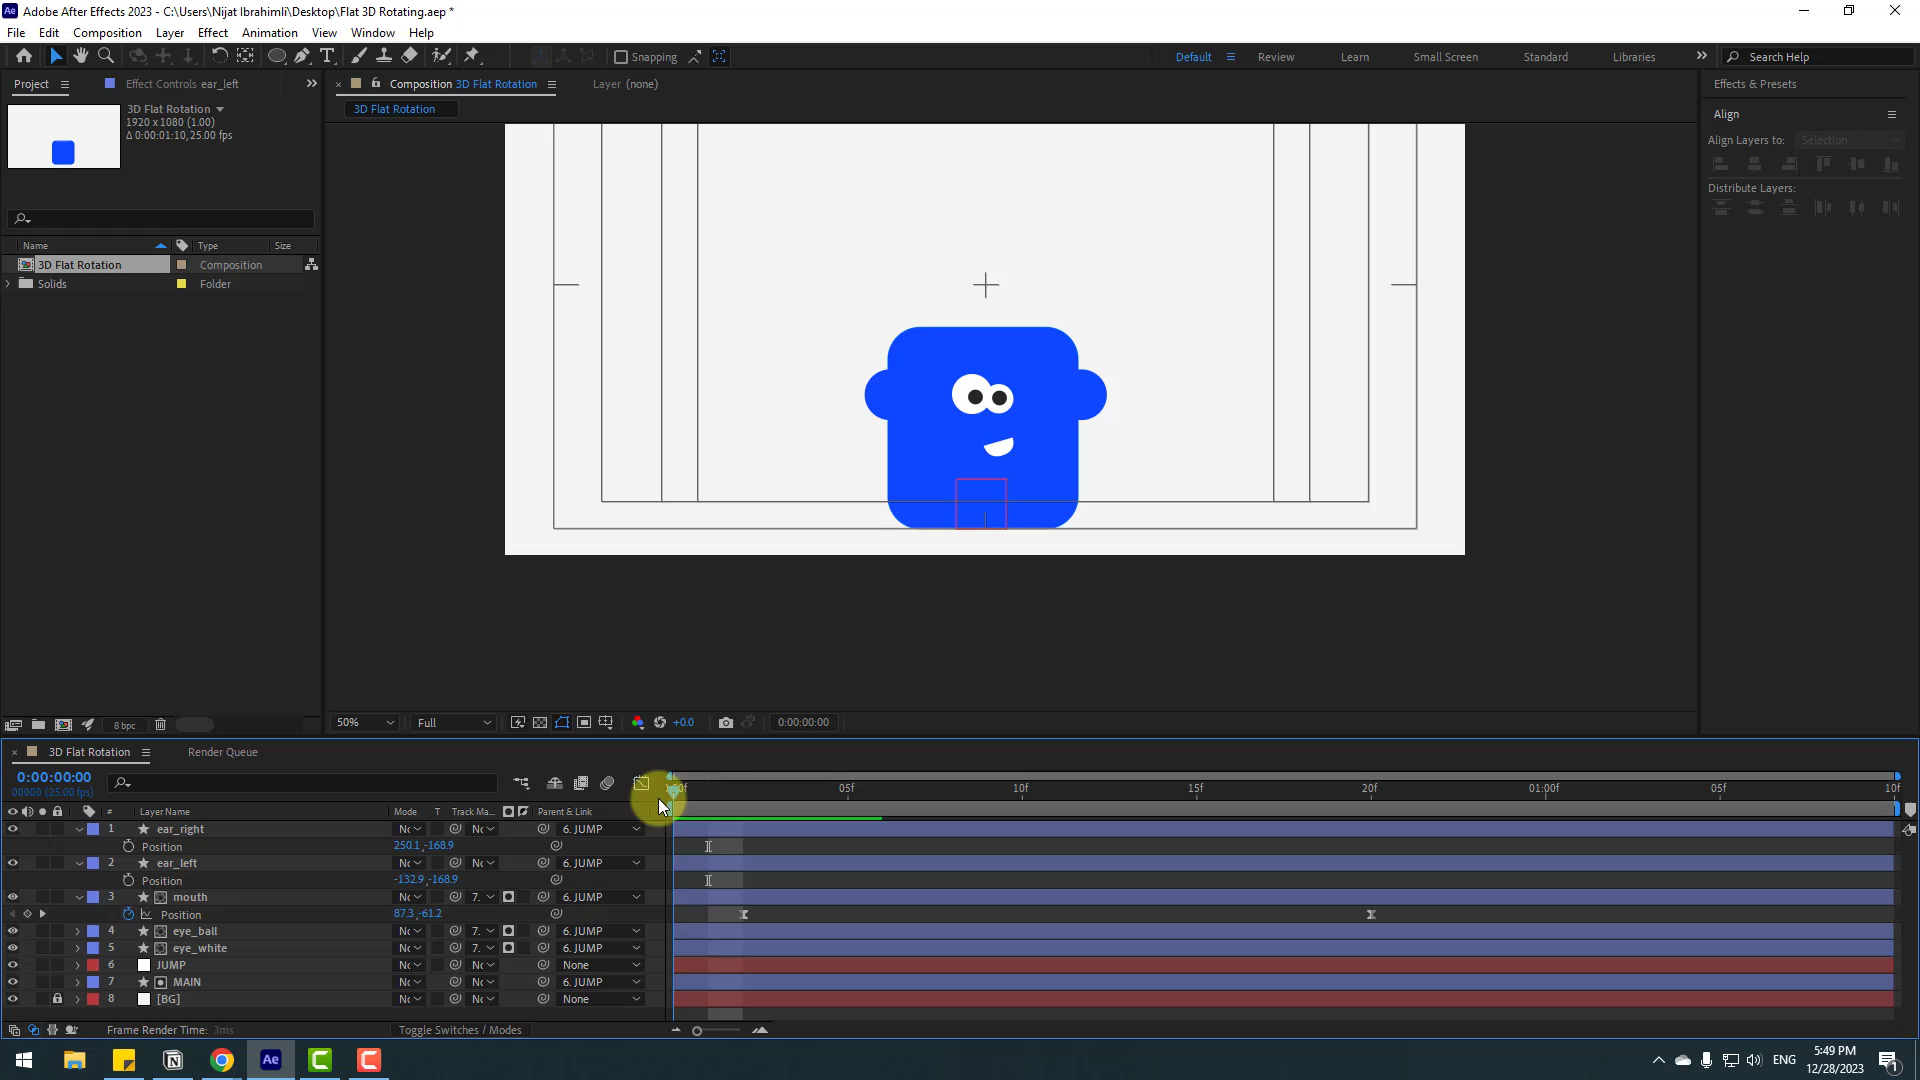 Adobe After Effects 2023 - C:\Users\Nijat Ibrahimli\Desktop\Flat 3D Rotating.aep *
File Edit Composition Layer Effect Animation View Window Help
Snapping
Default Review Learn Small Screen Standard Libraries Search Help
Project Effect Controls ear_left
Composition 3D Flat Rotation Layer (none)
Effects & Presets
3D Flat Rotation
1920 x 1080 (1.00)
Δ 0:00:01:10, 25.00 fps
3D Flat Rotation
Align
Align Layers to: Selection
Distribute Layers:
Name Type Size
3D Flat Rotation Composition
Solids Folder
8 bpc
50% Full +0.0 0:00:00:00
3D Flat Rotation Render Queue
0:00:00:00
00000 (25.00 fps)
05f 10f 15f 20f 01:00f 05f 10f
# Layer Name Mode T Track Ma... Parent & Link
1 ear_right 6. JUMP
Position 250.1,-168.9
2 ear_left 6. JUMP
Position -132.9,-168.9
3 mouth 7. 6. JUMP
Position 87.3,-61.2
4 eye_ball 7. 6. JUMP
5 eye_white 7. 6. JUMP
6 JUMP None
7 MAIN 6. JUMP
8 [BG] None
Frame Render Time: 3ms Toggle Switches / Modes
ENG 5:49 PM
12/28/2023